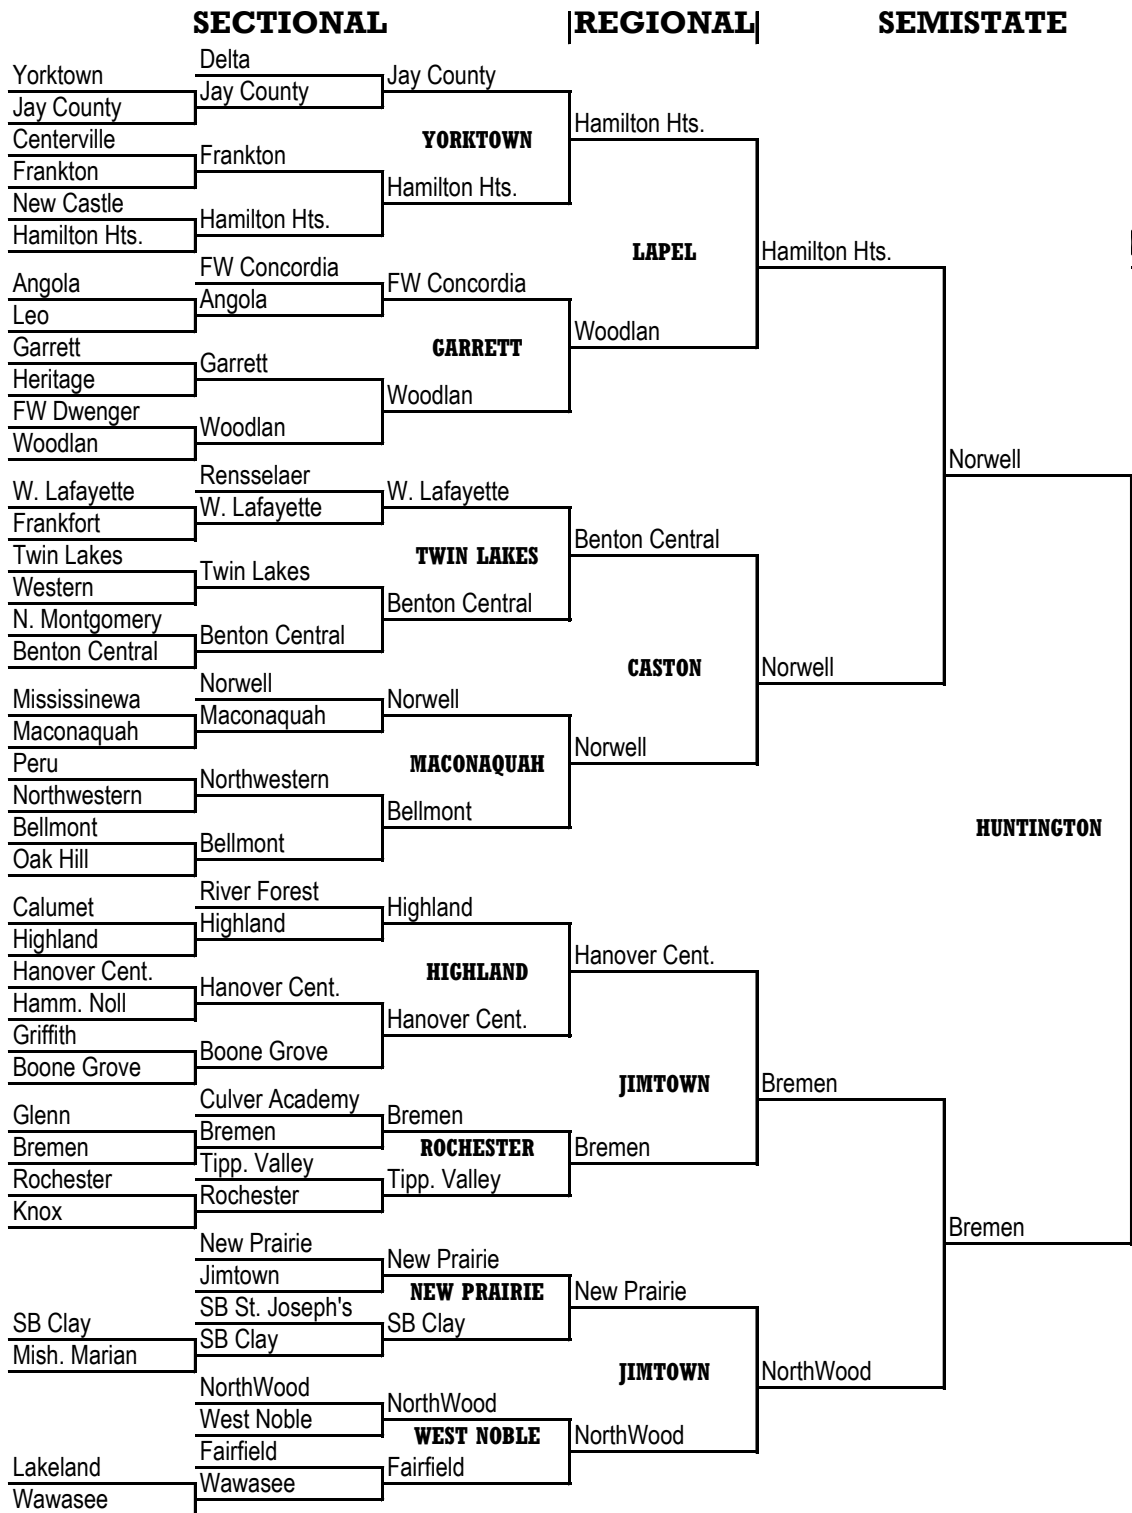 SECTIONAL REGIONAL SEMISTATE
Delta
Yorktown Jay County
Jay County
Jay County
Hamilton Hts.
Centerville YORKTOWN
Frankton
Frankton
Hamilton Hts.
New Castle
Hamilton Hts.
Hamilton Hts.
LAPEL Hamilton Hts.
FW Concordia
Angola FW Concordia
Angola
Leo
Woodlan
Garrett GARRETT
Garrett
Heritage
Woodlan
FW Dwenger
Woodlan
Woodlan
Norwell
Rensselaer
W. Lafayette W. Lafayette
W. Lafayette
Frankfort
Benton Central
Twin Lakes TWIN LAKES
Twin Lakes
Western
Benton Central
N. Montgomery
Benton Central
Benton Central
CASTON Norwell
Norwell
Mississinewa Norwell
Maconaquah
Maconaquah
Norwell
Peru MACONAQUAH
Northwestern
Northwestern
Bellmont
Bellmont HUNTINGTON
Bellmont
Oak Hill
River Forest
Calumet Highland
Highland
Highland
Hanover Cent.
Hanover Cent. HIGHLAND
Hanover Cent.
Hamm. Noll
Hanover Cent.
Griffith
Boone Grove
Boone Grove
JIMTOWN Bremen
Culver Academy
Glenn Bremen
Bremen
Bremen ROCHESTER Bremen
Tipp. Valley
Rochester Tipp. Valley
Rochester
Knox
Bremen
New Prairie
New Prairie
Jimtown
NEW PRAIRIE New Prairie
SB St. Joseph's
SB Clay SB Clay
SB Clay
Mish. Marian
JIMTOWN NorthWood
NorthWood
NorthWood
West Noble
WEST NOBLE NorthWood
Fairfield
Lakeland Fairfield
Wawasee
Wawasee